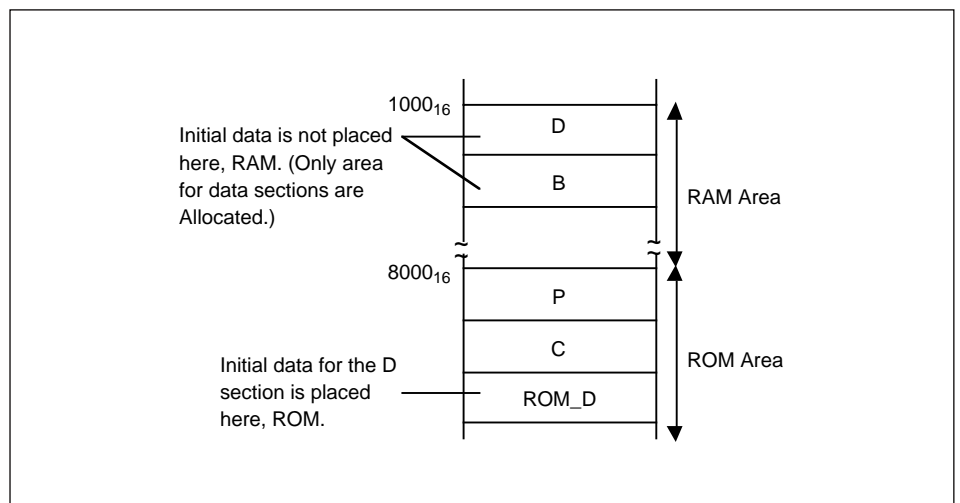 1000₁₆
D
Initial data is not placed
here, RAM. (Only area
for data sections are
Allocated.)
B
RAM Area
~ ~
~ ~
8000₁₆
P
C
ROM Area
Initial data for the D
section is placed
here, ROM.
ROM_D